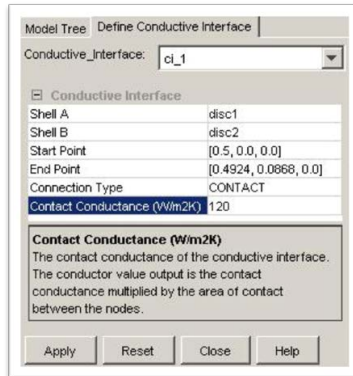 Model Tree Define Conductive Interface
Conductive_Interface: ci_1
Conductive Interface
Shell A disc1
Shell B disc2
Start Point [0.5, 0.0, 0.0]
End Point [0.4924, 0.0868, 0.0]
Connection Type CONTACT
Contact Conductance (W/m2K) 120
Contact Conductance (W/m2K)
The contact conductance of the conductive interface.
The conductor value output is the contact
conductance multiplied by the area of contact
between the nodes.
Apply Reset Close Help